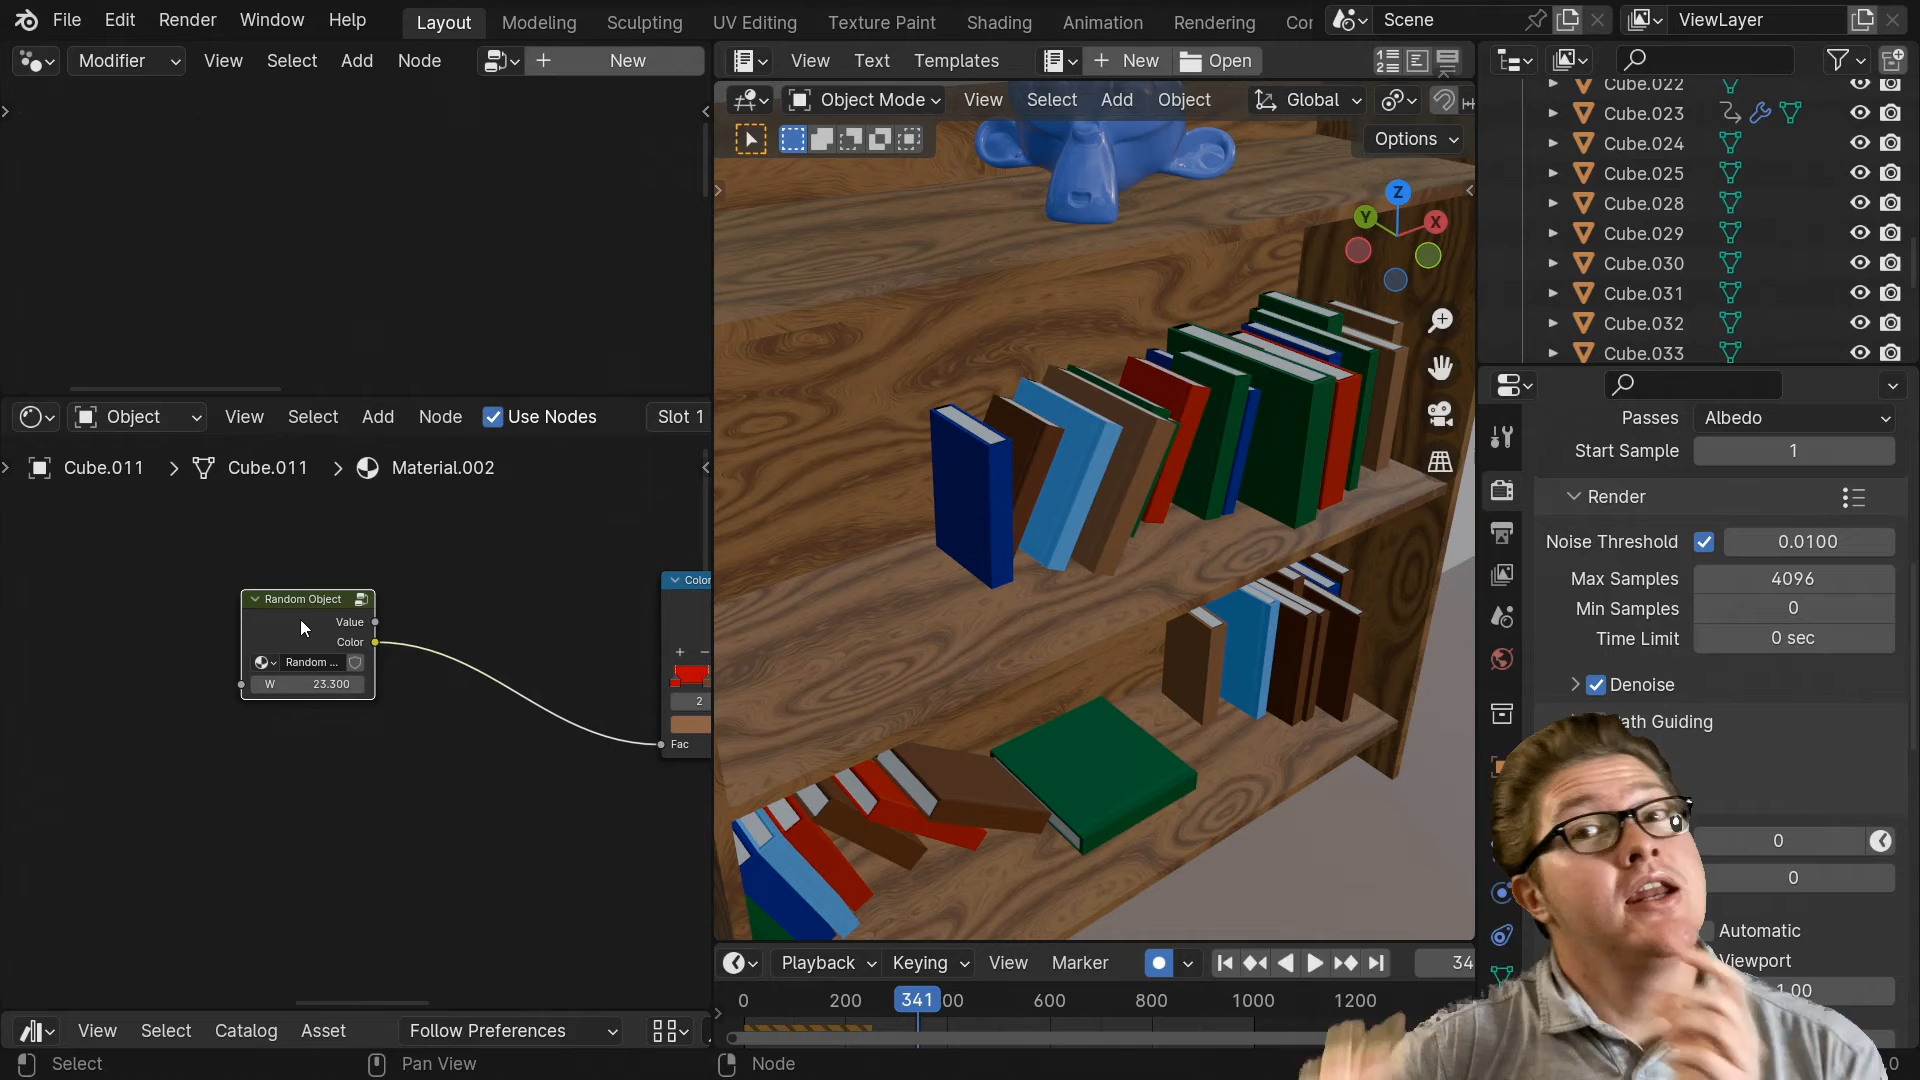 File Edit Render Window Help Layout Modeling Sculpting UV Editing Texture Paint Shading Animation Rendering Cor Scene ViewLayer
Modifier View Select Add Node New
View Text Templates New Open
Object Mode View Select Add Object Global
Options
Z
Y X
Cube.022
Cube.023
Cube.024
Cube.025
Cube.028
Cube.029
Cube.030
Cube.031
Cube.032
Cube.033
Object View Select Add Node Use Nodes Slot 1
Cube.011 > Cube.011 > Material.002
Random Object
Value
Color
Random ...
W 23.300
Color
2
Fac
Passes Albedo
Start Sample 1
Render
Noise Threshold 0.0100
Max Samples 4096
Min Samples 0
Time Limit 0 sec
Denoise
ath Guiding
0
0
Automatic
Viewport
1.00
Playback Keying View Marker 34
0 200 341 00 600 800 1000 1200
View Select Catalog Asset Follow Preferences
Select Pan View Node
0